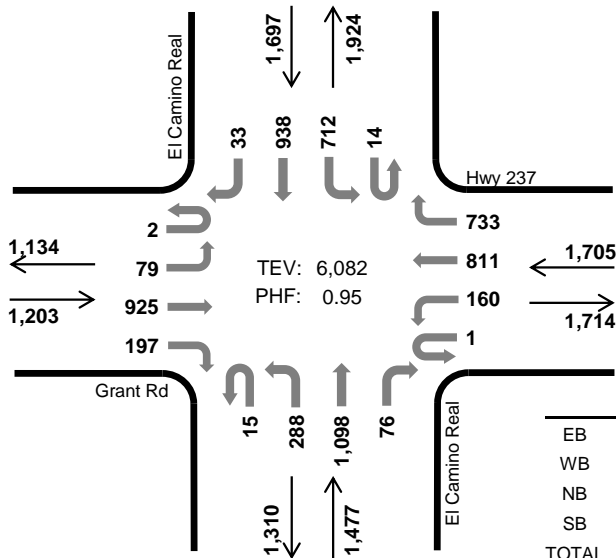 El Camino Real
1,697
1,924
33
938
712
14
Hwy 237
2
79
925
197
1,134
1,203
TEV: 6,082
PHF: 0.95
733
811
160
1
1,705
1,714
Grant Rd
15
288
1,098
76
1,310
1,477
El Camino Real
EB
WB
NB
SB
TOTAL